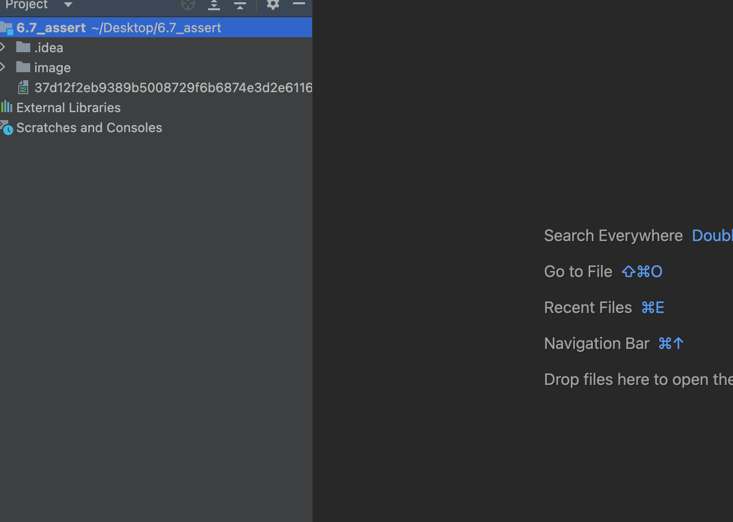 Project
6.7_assert ~/Desktop/6.7_assert
.idea
image
37d12f2eb9389b5008729f6b6874e3d2e6116
External Libraries
Scratches and Consoles
Search Everywhere Doubl
Go to File ⇧⌘O
Recent Files ⌘E
Navigation Bar ⌘↑
Drop files here to open the